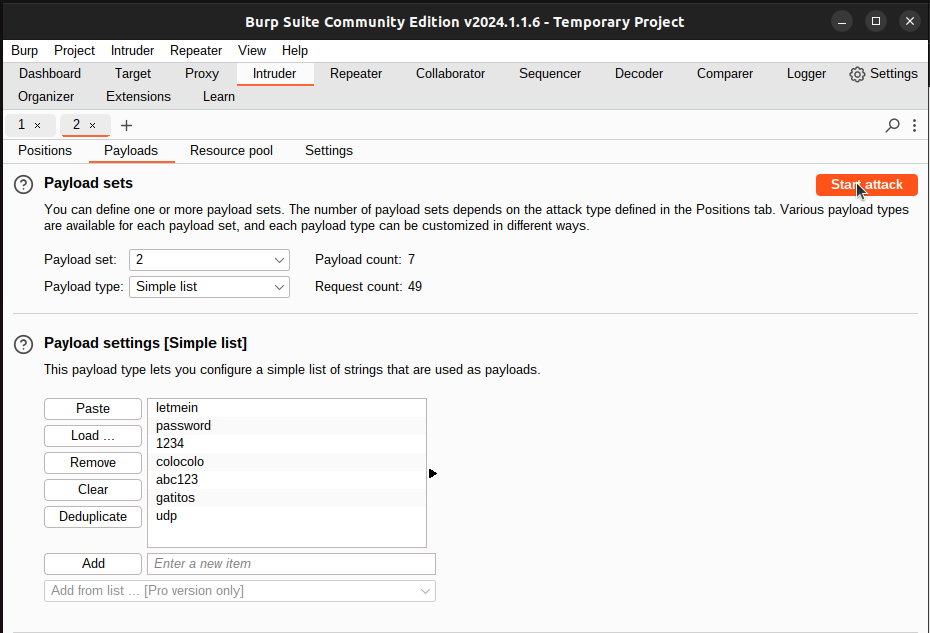 Burp Suite Community Edition v2024.1.1.6 - Temporary Project
Burp Project Intruder Repeater View Help
Dashboard Target Proxy Intruder Repeater Collaborator Sequencer Decoder Comparer Logger Settings
Organizer Extensions Learn
1 × 2 × +
Positions Payloads Resource pool Settings
? Payload sets Start attack
You can define one or more payload sets. The number of payload sets depends on the attack type defined in the Positions tab. Various payload types
are available for each payload set, and each payload type can be customized in different ways.
Payload set: 2 Payload count: 7
Payload type: Simple list Request count: 49
? Payload settings [Simple list]
This payload type lets you configure a simple list of strings that are used as payloads.
Paste letmein
password
Load ... 1234
Remove colocolo
Clear abc123
gatitos
Deduplicate udp
Add Enter a new item
Add from list ... [Pro version only]